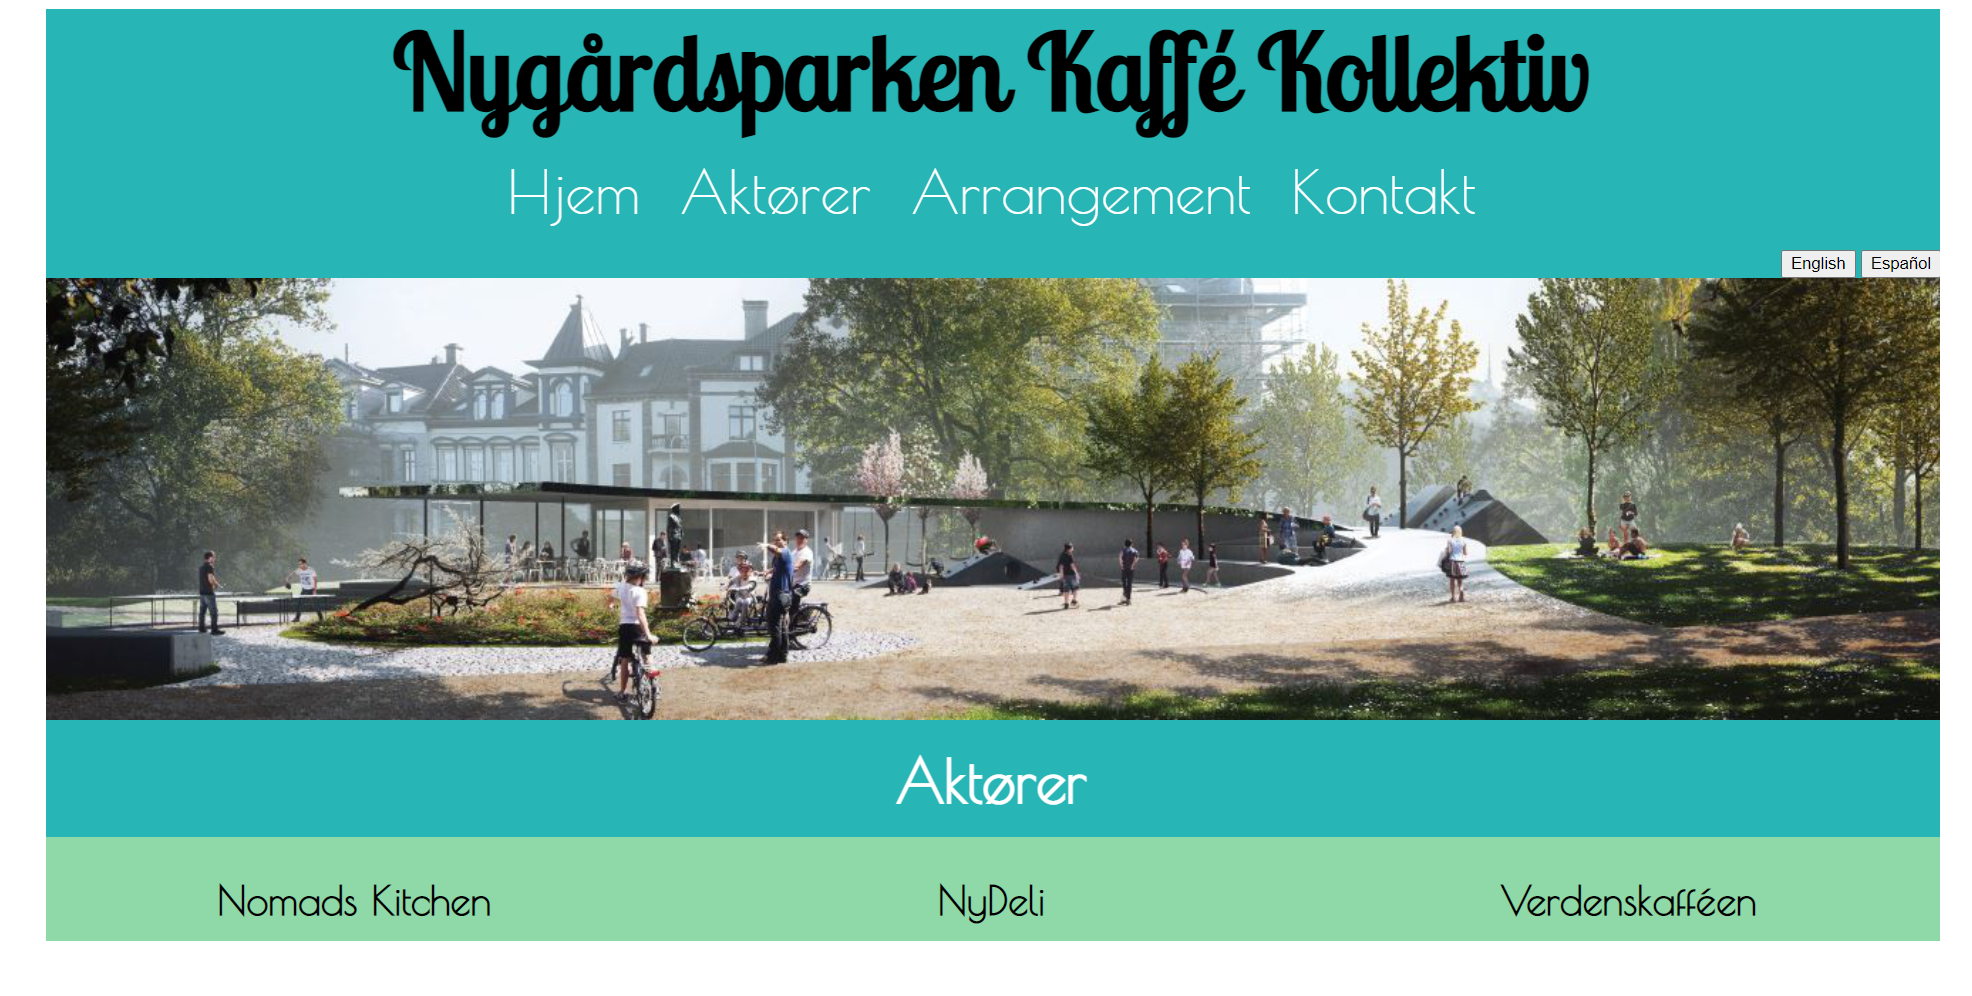 Nygårdsparken Kaffé Kollektiv
Hjem Aktører Arrangement Kontakt
English Español
Aktører
Nomads Kitchen NyDeli Verdenskafféen